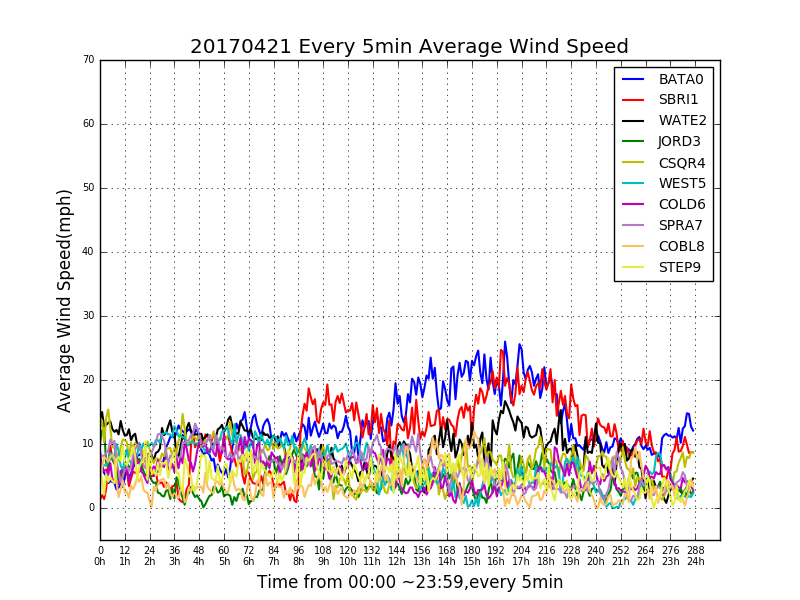 20170421 Every 5min Average Wind Speed
70
60
50
40
30
20
10
0
Average Wind Speed(mph)
BATA0
SBRI1
WATE2
JORD3
CSQR4
WEST5
COLD6
SPRA7
COBL8
STEP9
0 12 24 36 48 60 72 84 96 108 120 132 144 156 168 180 192 204 216 228 240 252 264 276 288
0h 1h 2h 3h 4h 5h 6h 7h 8h 9h 10h 11h 12h 13h 14h 15h 16h 17h 18h 19h 20h 21h 22h 23h 24h
Time from 00:00 ~23:59,every 5min